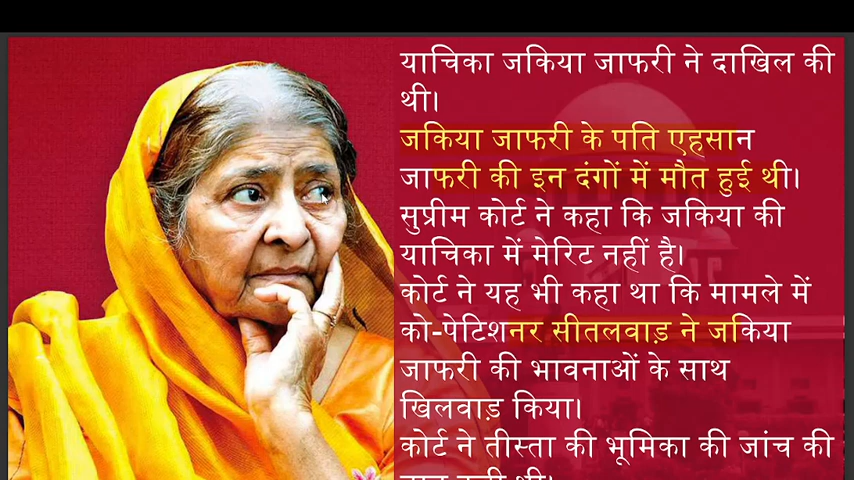 याचिका जकिया जाफरी ने दाखिल की
थी।
जकिया जाफरी के पति एहसान
जाफरी की इन दंगों में मौत हुई थी।
सुप्रीम कोर्ट ने कहा कि जकिया की
याचिका में मेरिट नहीं है।
कोर्ट ने यह भी कहा था कि मामले में
को-पेटिशनर सीतलवाड़ ने जकिया
जाफरी की भावनाओं के साथ
खिलवाड़ किया।
कोर्ट ने तीस्ता की भूमिका की जांच की